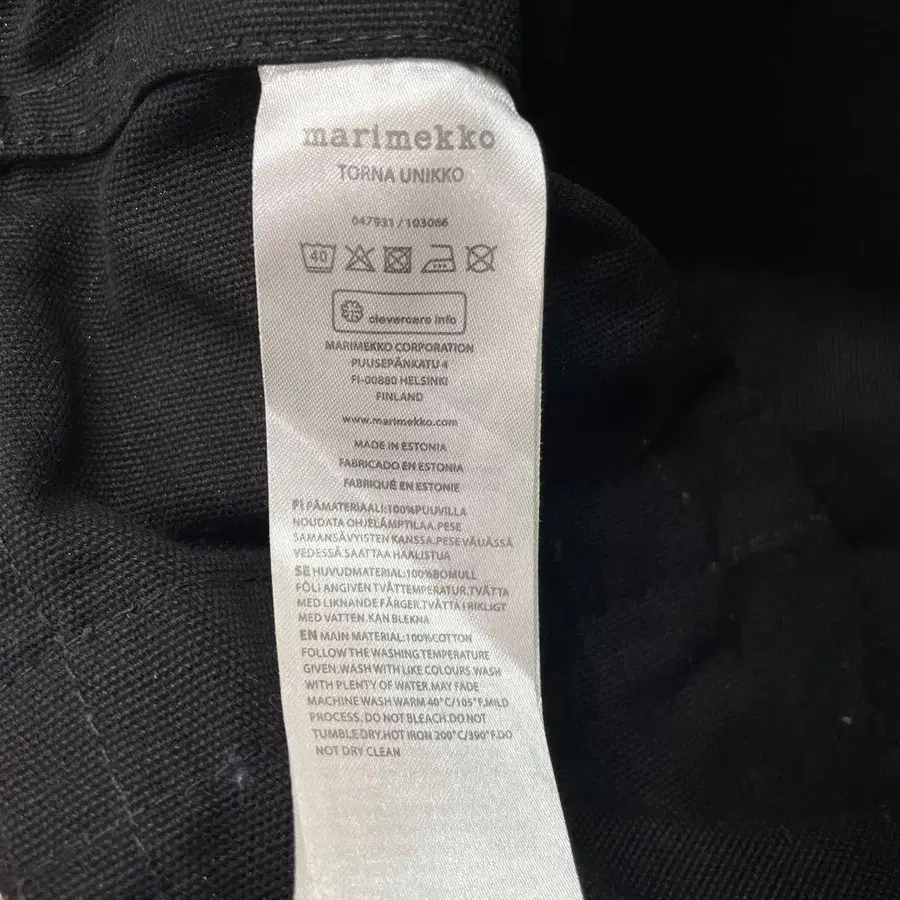 marimekko
TORNA UNIKKO
047931 / 103066
40
clevercare info
MARIMEKKO CORPORATION
PUUSEPÄNKATU 4
FI-00880 HELSINKI
FINLAND
www.marimekko.com
MADE IN ESTONIA
FABRICADO EN ESTONIA
FABRIQUÉ EN ESTONIE
FI PÄMATERIAALI:100%PUUVILLA
NOUDATA OHJELÄMPTILAA.PESE
SAMANSÄVYISTEN KANSSA.PESE VÄUÄSSÄ
VEDESSÄ.SAATTAA HAALISTUA
SE HUVUDMATERIAL:100%BOMULL
FÖLJ ANGIVEN TVÄTTEMPERATUR.TVÄTTA
MED LIKNANDE FÄRGER.TVÄTTA I RIKLIGT
MED VATTEN. KAN BLEKNA
EN MAIN MATERIAL:100%COTTON
FOLLOW THE WASHING TEMPERATURE
GIVEN.WASH WITH LIKE COLOURS.WASH
WITH PLENTY OF WATER.MAY FADE
MACHINE WASH WARM 40°C/105°F.MILD
PROCESS. DO NOT BLEACH.DO NOT
TUMBLE DRY.HOT IRON 200°C/390°F.DO
NOT DRY CLEAN